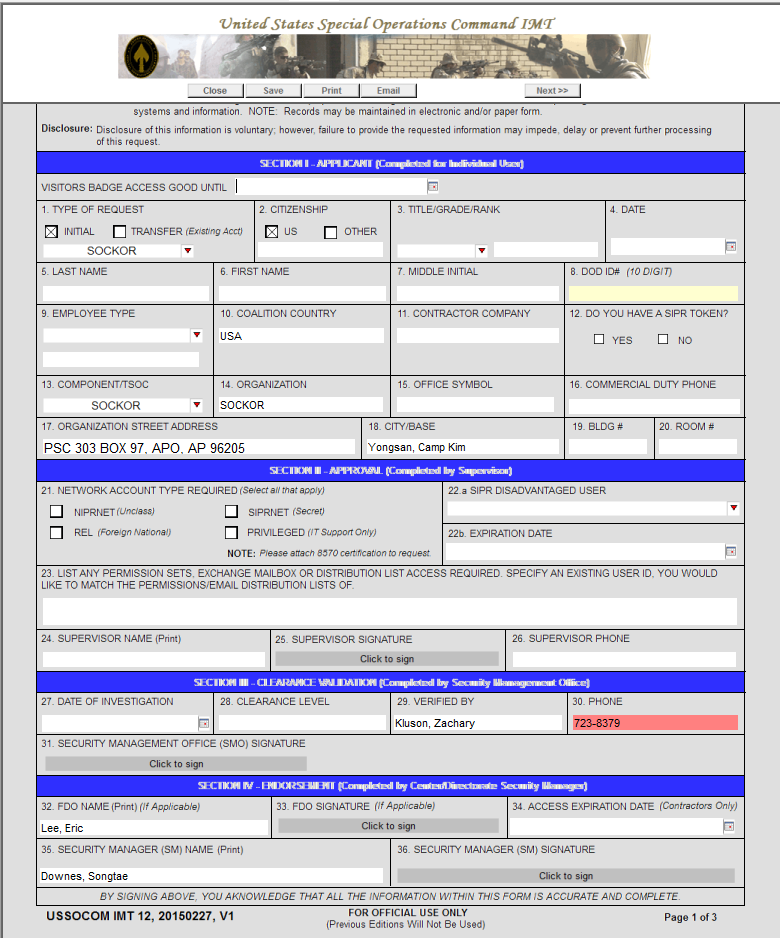 United States Special Operations Command IMT
Close Save Print Email Next >>
systems and information. NOTE: Records may be maintained in electronic and/or paper form.
Disclosure: Disclosure of this information is voluntary; however, failure to provide the requested information may impede, delay or prevent further processing
of this request.
SECTION I - APPLICANT (Completed for Individual User)
VISITORS BADGE ACCESS GOOD UNTIL
1. TYPE OF REQUEST 2. CITIZENSHIP 3. TITLE/GRADE/RANK 4. DATE
INITIAL TRANSFER (Existing Acct) US OTHER
SOCKOR
5. LAST NAME 6. FIRST NAME 7. MIDDLE INITIAL 8. DOD ID# (10 DIGIT)
9. EMPLOYEE TYPE 10. COALITION COUNTRY 11. CONTRACTOR COMPANY 12. DO YOU HAVE A SIPR TOKEN?
USA YES NO
13. COMPONENT/TSOC 14. ORGANIZATION 15. OFFICE SYMBOL 16. COMMERCIAL DUTY PHONE
SOCKOR SOCKOR
17. ORGANIZATION STREET ADDRESS 18. CITY/BASE 19. BLDG # 20. ROOM #
PSC 303 BOX 97, APO, AP 96205 Yongsan, Camp Kim
SECTION II - APPROVAL (Completed by Supervisor)
21. NETWORK ACCOUNT TYPE REQUIRED (Select all that apply) 22.a SIPR DISADVANTAGED USER
NIPRNET (Unclass) SIPRNET (Secret)
REL (Foreign National) PRIVILEGED (IT Support Only) 22b. EXPIRATION DATE
NOTE: Please attach 8570 certification to request.
23. LIST ANY PERMISSION SETS, EXCHANGE MAILBOX OR DISTRIBUTION LIST ACCESS REQUIRED. SPECIFY AN EXISTING USER ID, YOU WOULD
LIKE TO MATCH THE PERMISSIONS/EMAIL DISTRIBUTION LISTS OF.
24. SUPERVISOR NAME (Print) 25. SUPERVISOR SIGNATURE 26. SUPERVISOR PHONE
Click to sign
SECTION III - CLEARANCE VALIDATION (Completed by Security Management Office)
27. DATE OF INVESTIGATION 28. CLEARANCE LEVEL 29. VERIFIED BY 30. PHONE
Kluson, Zachary 723-8379
31. SECURITY MANAGEMENT OFFICE (SMO) SIGNATURE
Click to sign
SECTION IV - ENDORSEMENT (Completed by Center/Directorate Security Manager)
32. FDO NAME (Print) (If Applicable) 33. FDO SIGNATURE (If Applicable) 34. ACCESS EXPIRATION DATE (Contractors Only)
Lee, Eric Click to sign
35. SECURITY MANAGER (SM) NAME (Print) 36. SECURITY MANAGER (SM) SIGNATURE
Downes, Songtae Click to sign
BY SIGNING ABOVE, YOU AKNOWLEDGE THAT ALL THE INFORMATION WITHIN THIS FORM IS ACCURATE AND COMPLETE.
USSOCOM IMT 12, 20150227, V1 FOR OFFICIAL USE ONLY Page 1 of 3
(Previous Editions Will Not Be Used)